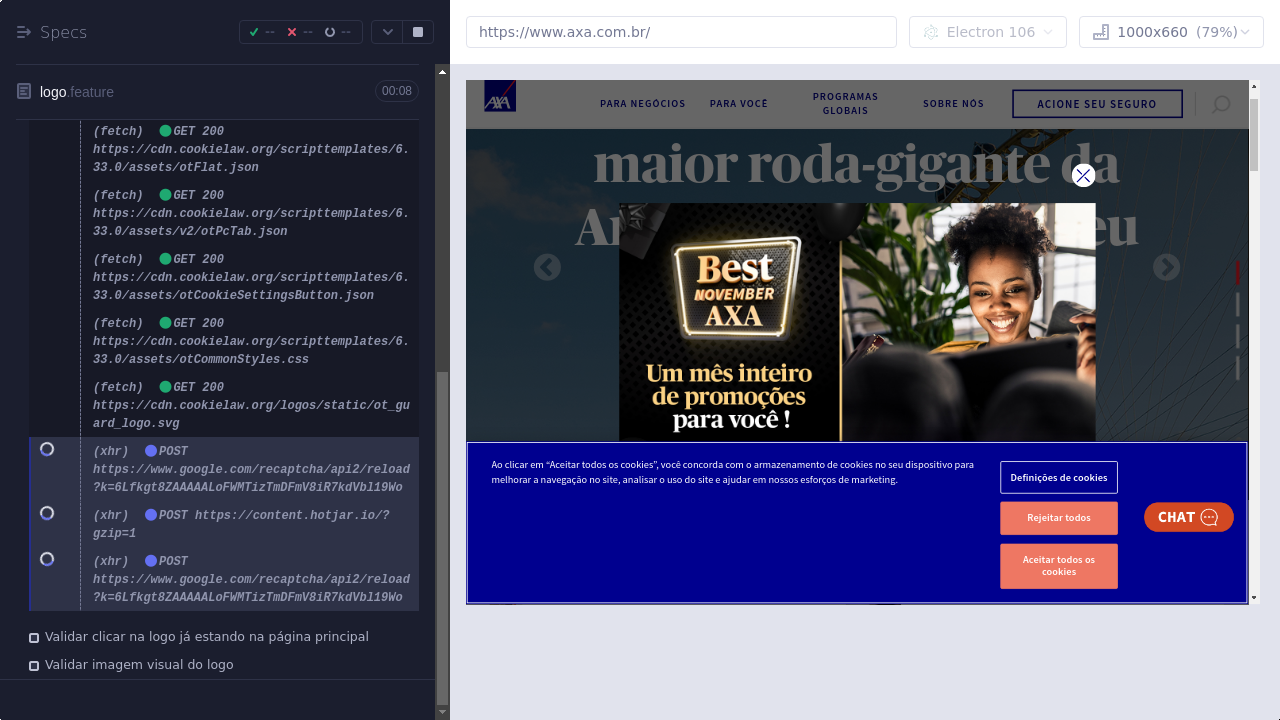 Specs
--
--
--
https://www.axa.com.br/
Electron 106
1000x660 (79%)
logo.feature
00:08
(fetch) GET 200
https://cdn.cookielaw.org/scripttemplates/6.
33.0/assets/otFlat.json
(fetch) GET 200
https://cdn.cookielaw.org/scripttemplates/6.
33.0/assets/v2/otPcTab.json
(fetch) GET 200
https://cdn.cookielaw.org/scripttemplates/6.
33.0/assets/otCookieSettingsButton.json
(fetch) GET 200
https://cdn.cookielaw.org/scripttemplates/6.
33.0/assets/otCommonStyles.css
(fetch) GET 200
https://cdn.cookielaw.org/logos/static/ot_gu
ard_logo.svg
(xhr) POST
https://www.google.com/recaptcha/api2/reload
?k=6Lfkgt8ZAAAAALoFWMTizTmDFmV8iR7kdVbl19Wo
(xhr) POST https://content.hotjar.io/?
gzip=1
(xhr) POST
https://www.google.com/recaptcha/api2/reload
?k=6Lfkgt8ZAAAAALoFWMTizTmDFmV8iR7kdVbl19Wo
Validar clicar na logo já estando na página principal
Validar imagem visual do logo
AXA
PARA NEGÓCIOS
PARA VOCÊ
PROGRAMAS
GLOBAIS
SOBRE NÓS
ACIONE SEU SEGURO
maior roda-gigante da
Best
NOVEMBER
AXA
Um mês inteiro
de promoções
para você !
Ao clicar em “Aceitar todos os cookies”, você concorda com o armazenamento de cookies no seu dispositivo para
melhorar a navegação no site, analisar o uso do site e ajudar em nossos esforços de marketing.
Definições de cookies
Rejeitar todos
Aceitar todos os
cookies
CHAT